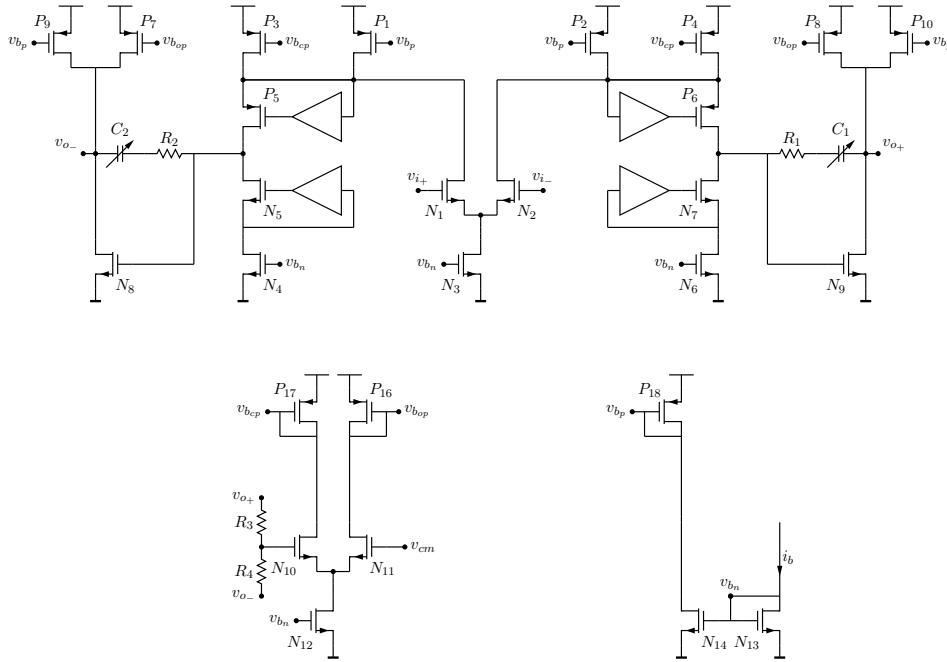 P9 P7 P3 P1 P2 P4 P8 P10
vbp vbop vbcp vbp vbp vbcp vbop vb
P5 P6
vo− C2 R2 R1 C1 vo+
vi+ vi−
N5 N1 N2 N7
vbn vbn vbn
N8 N4 N3 N6 N9
P17 P16 P18
vbcp vbop vbp
vo+
R3
vcm
R4 N10 N11 ib
vo− vbn
vbn
N12 N14 N13